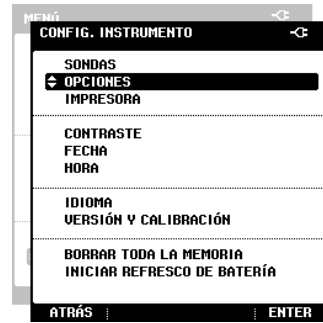 MENÚ
CONFIG. INSTRUMENTO
SONDAS
OPCIONES
IMPRESORA
CONTRASTE
FECHA
HORA
IDIOMA
VERSIÓN Y CALIBRACIÓN
BORRAR TODA LA MEMORIA
INICIAR REFRESCO DE BATERÍA
ATRÁS
ENTER